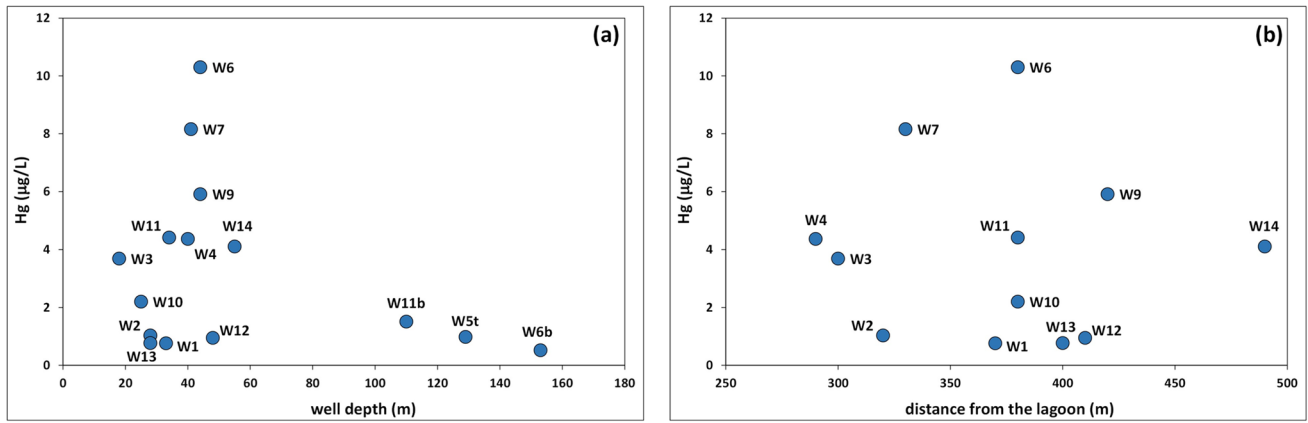 (a)
12
10
8
6
4
2
0
Hg (µg/L)
W6
W7
W9
W11
W14
W4
W3
W10
W2
W12
W1
W13
W11b
W5t
W6b
0 20 40 60 80 100 120 140 160 180
well depth (m)
(b)
12
10
8
6
4
2
0
Hg (µg/L)
W6
W7
W9
W4
W11
W14
W3
W10
W2
W13
W12
W1
250 300 350 400 450 500
distance from the lagoon (m)